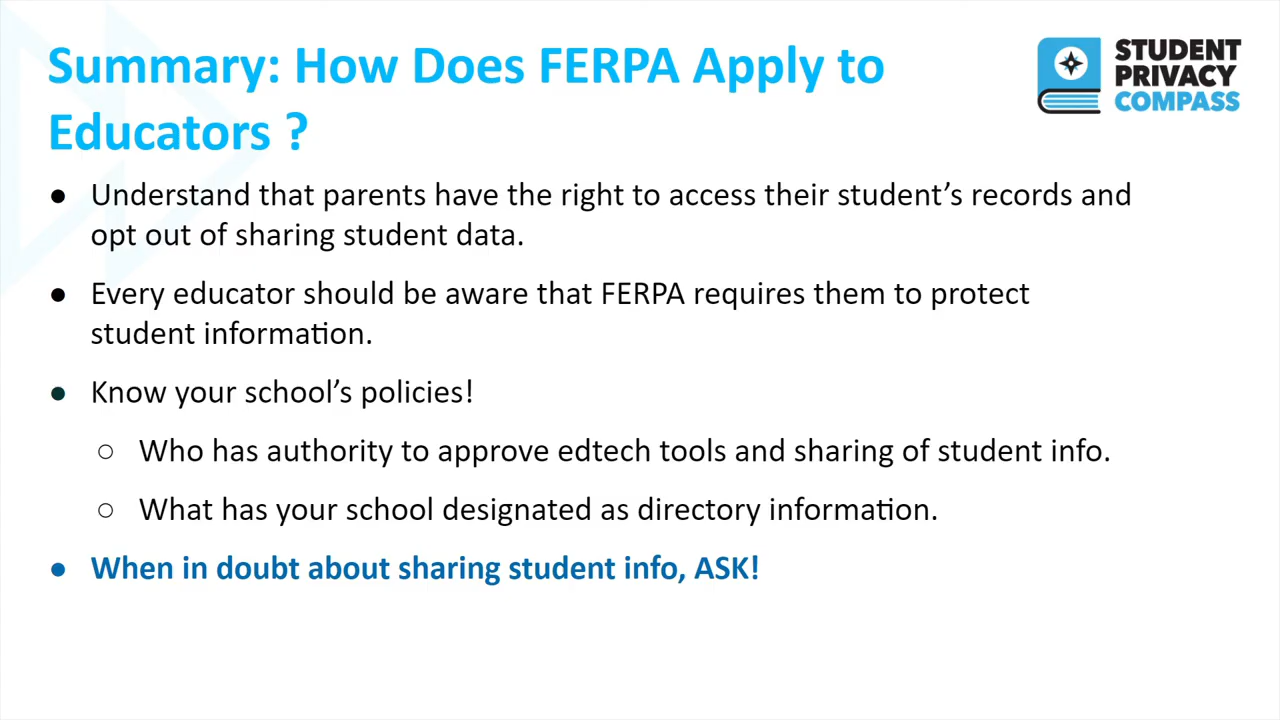 Summary: How Does FERPA Apply to
Educators ?
STUDENT
PRIVACY
COMPASS
● Understand that parents have the right to access their student’s records and
opt out of sharing student data.
● Every educator should be aware that FERPA requires them to protect
student information.
● Know your school’s policies!
○ Who has authority to approve edtech tools and sharing of student info.
○ What has your school designated as directory information.
● When in doubt about sharing student info, ASK!